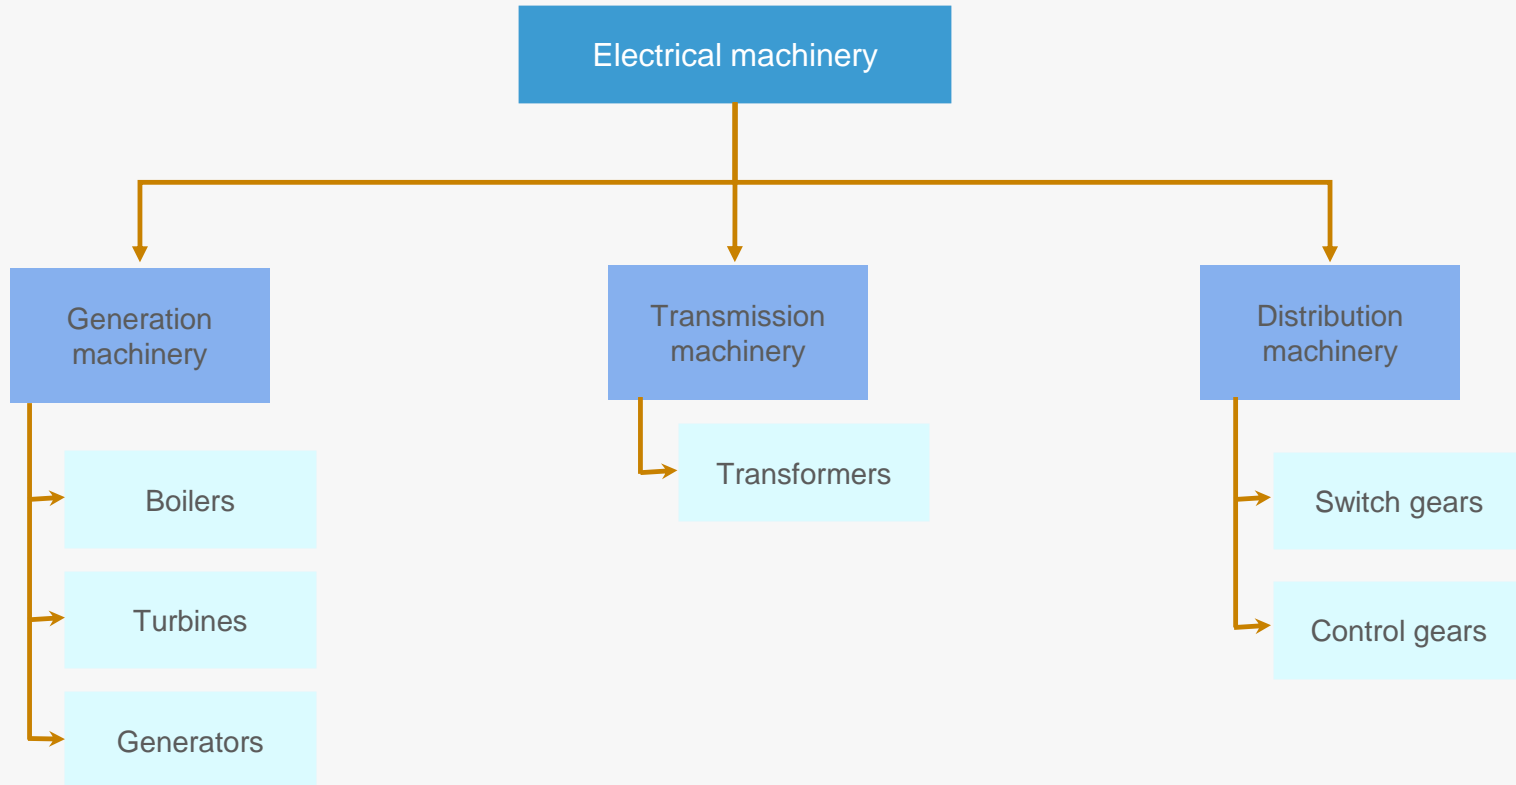 Electrical machinery
Generation
machinery
Transmission
machinery
Distribution
machinery
Boilers
Turbines
Generators
Transformers
Switch gears
Control gears